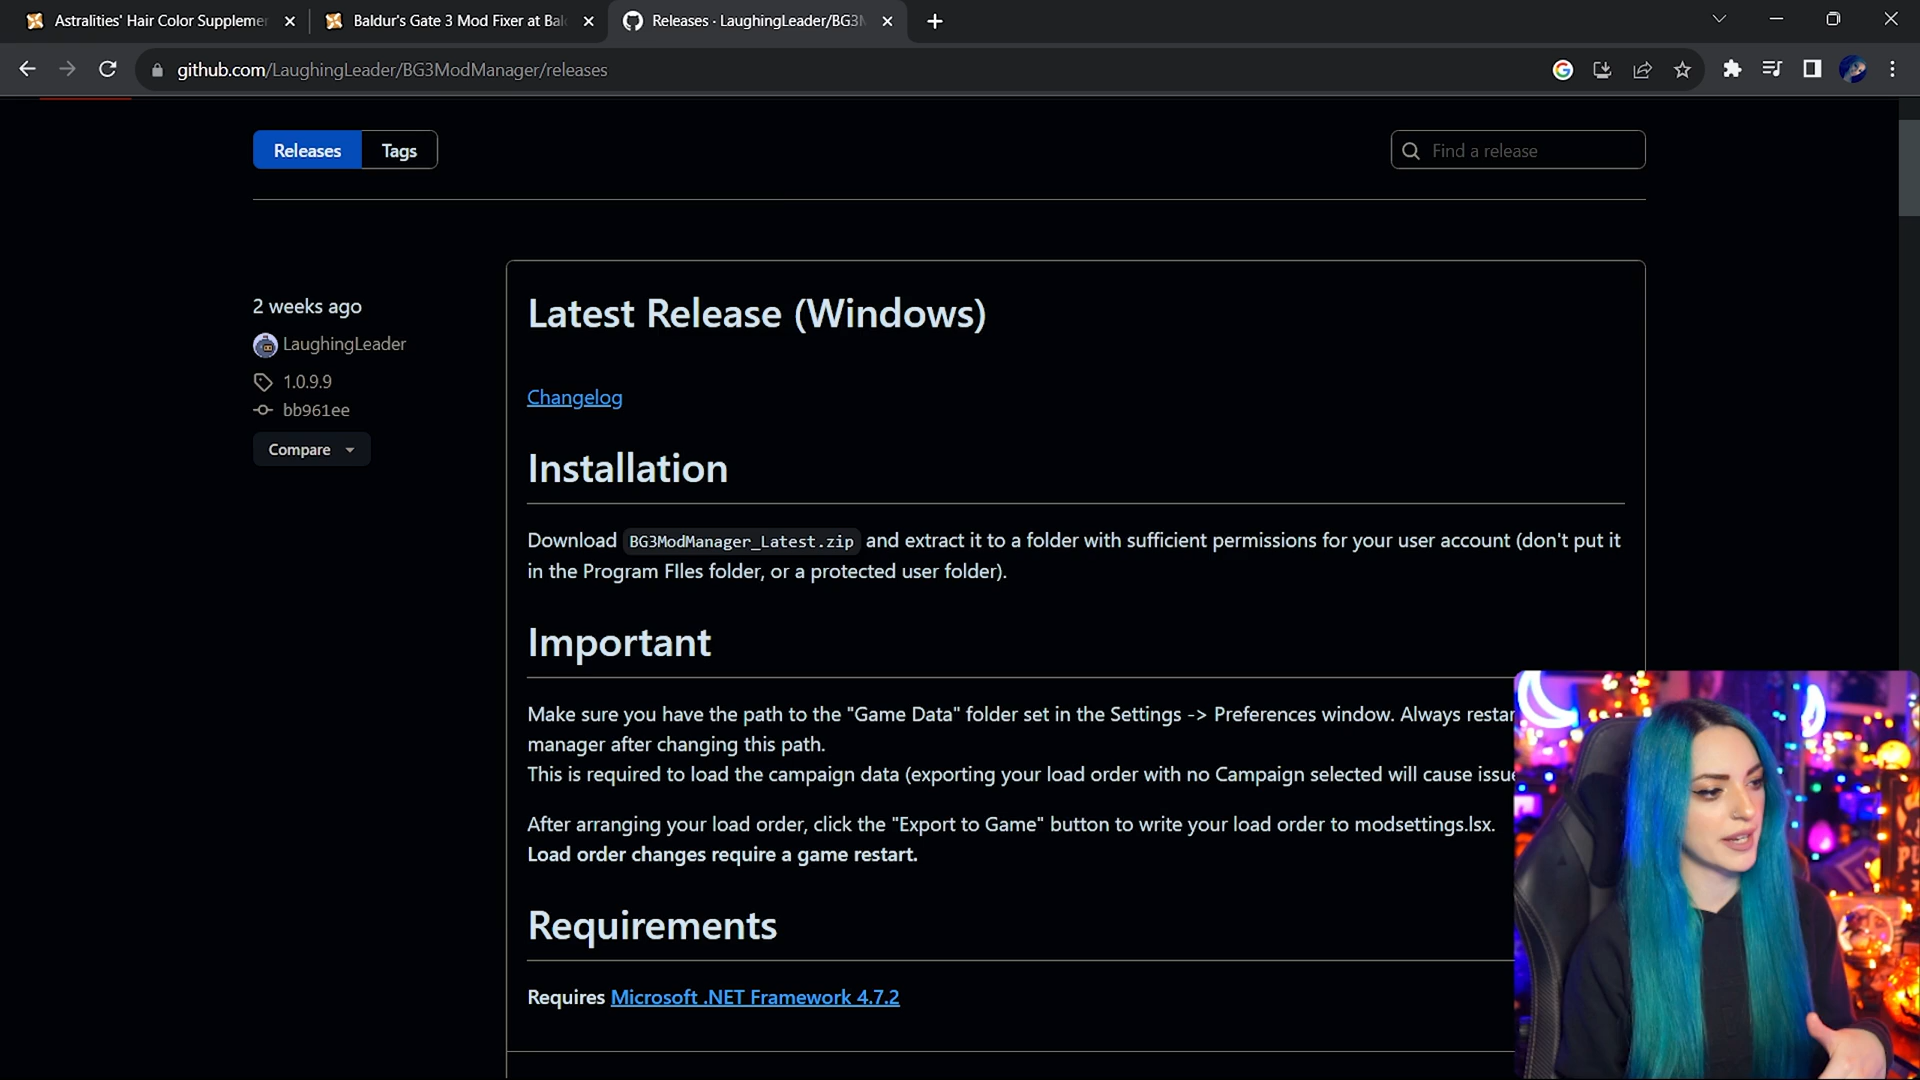 Astralities' Hair Color Suppleme
Baldur's Gate 3 Mod Fixer at Bal
Releases · LaughingLeader/BG3M
github.com/LaughingLeader/BG3ModManager/releases
Releases
Tags
Find a release
2 weeks ago
LaughingLeader
1.0.9.9
bb961ee
Compare
Latest Release (Windows)
Changelog
Installation
Download BG3ModManager_Latest.zip and extract it to a folder with sufficient permissions for your user account (don't put it
in the Program FIles folder, or a protected user folder).
Important
Make sure you have the path to the "Game Data" folder set in the Settings -> Preferences window. Always restar
manager after changing this path.
This is required to load the campaign data (exporting your load order with no Campaign selected will cause issue
After arranging your load order, click the "Export to Game" button to write your load order to modsettings.lsx.
Load order changes require a game restart.
Requirements
Requires Microsoft .NET Framework 4.7.2